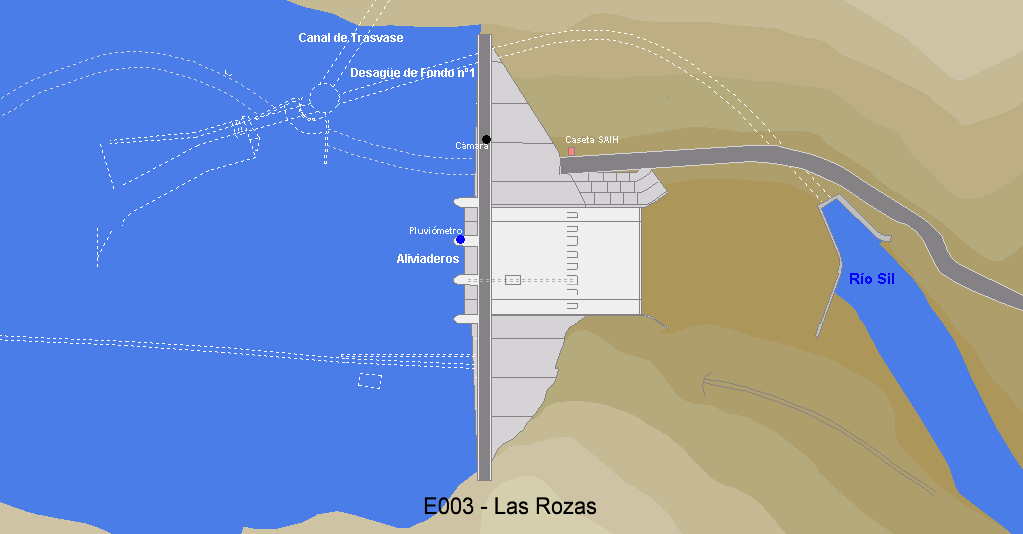 Canal de Trasvase
Desagüe de Fondo nº1
Cámara
Caseta SAIH
Pluviómetro
Aliviaderos
Río Sil
E003 - Las Rozas